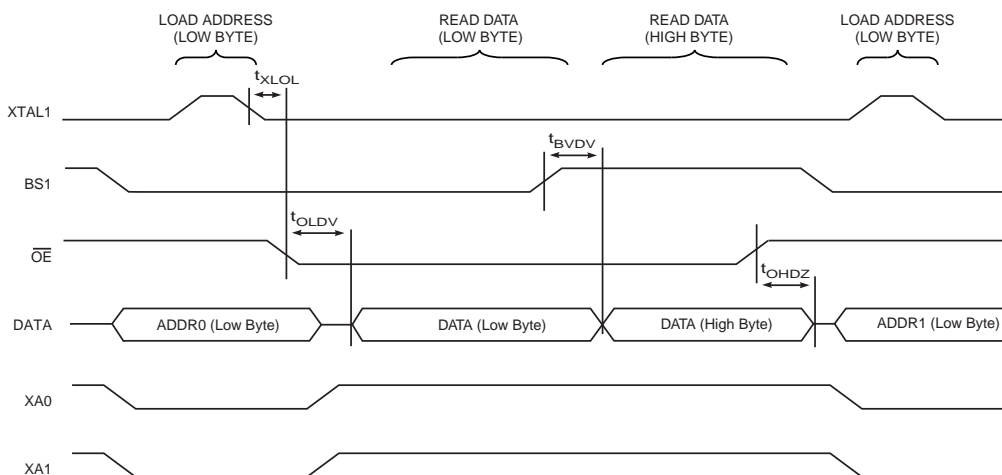 LOAD ADDRESS
(LOW BYTE)
READ DATA
(LOW BYTE)
READ DATA
(HIGH BYTE)
LOAD ADDRESS
(LOW BYTE)
tXLOL
XTAL1
tBVDV
BS1
tOLDV
OE
tOHDZ
DATA
ADDR0 (Low Byte)
DATA (Low Byte)
DATA (High Byte)
ADDR1 (Low Byte)
XA0
XA1